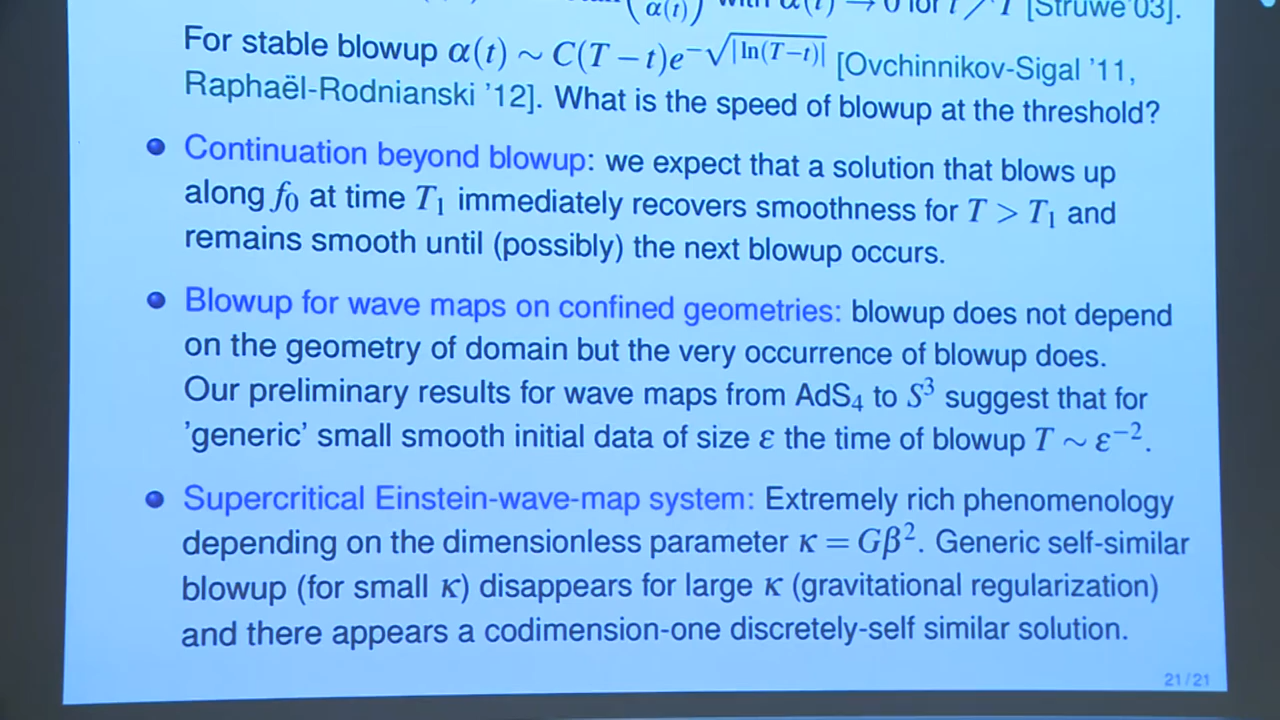 α(t) with α(t) → 0 for t ↗ T [Struwe'03].
For stable blowup α(t) ∼ C(T − t)e^{−√|ln(T−t)|} [Ovchinnikov-Sigal '11,
Raphaël-Rodnianski '12]. What is the speed of blowup at the threshold?
Continuation beyond blowup: we expect that a solution that blows up
along f₀ at time T₁ immediately recovers smoothness for T > T₁ and
remains smooth until (possibly) the next blowup occurs.
Blowup for wave maps on confined geometries: blowup does not depend
on the geometry of domain but the very occurrence of blowup does.
Our preliminary results for wave maps from AdS₄ to S³ suggest that for
'generic' small smooth initial data of size ε the time of blowup T ∼ ε⁻².
Supercritical Einstein-wave-map system: Extremely rich phenomenology
depending on the dimensionless parameter κ = Gβ². Generic self-similar
blowup (for small κ) disappears for large κ (gravitational regularization)
and there appears a codimension-one discretely-self similar solution.
21/21